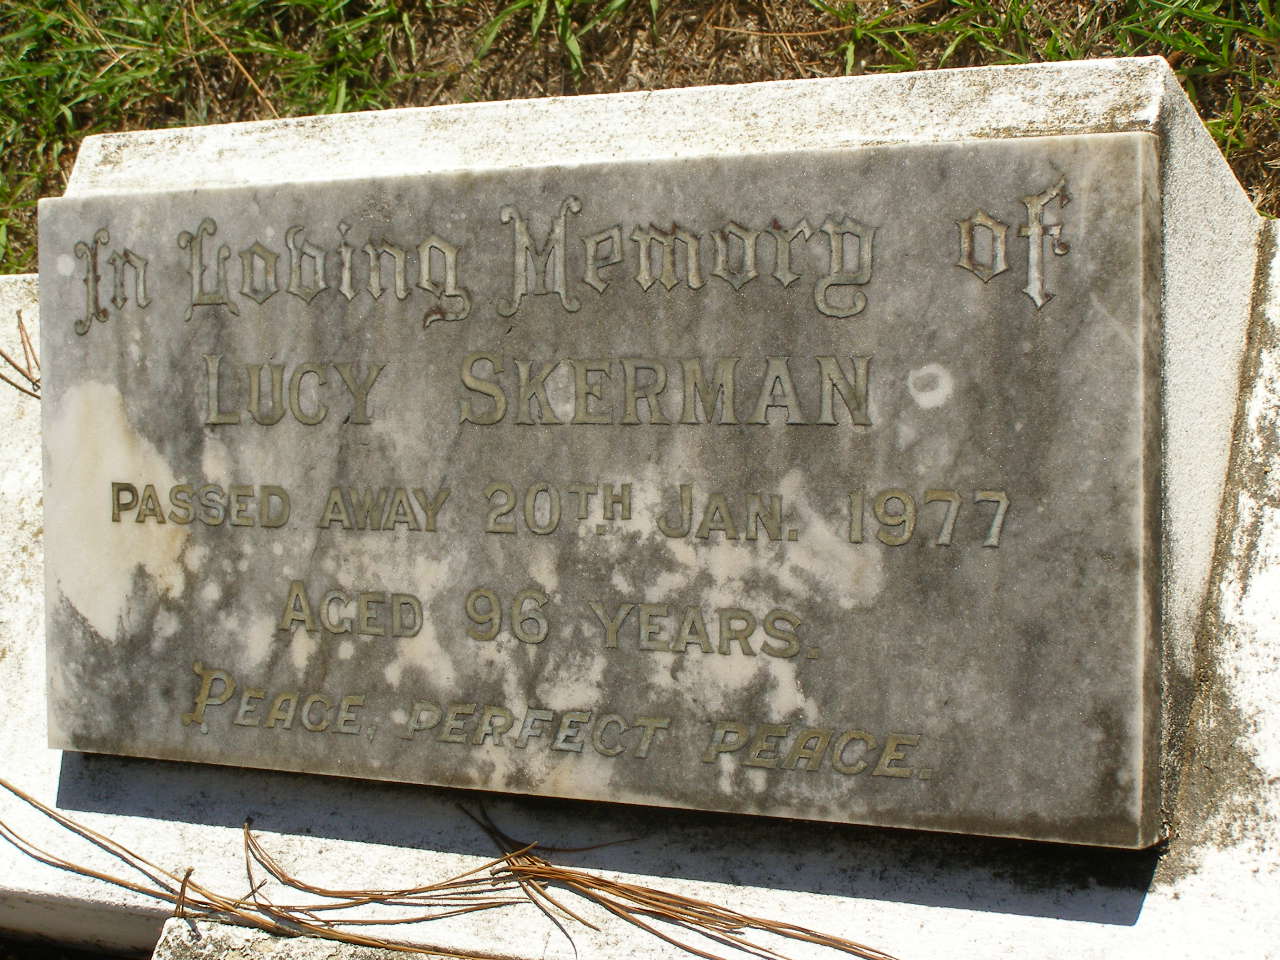 In Loving Memory of
LUCY SKERMAN
PASSED AWAY 20TH. JAN. 1977
AGED 96 YEARS.
PEACE, PERFECT PEACE.